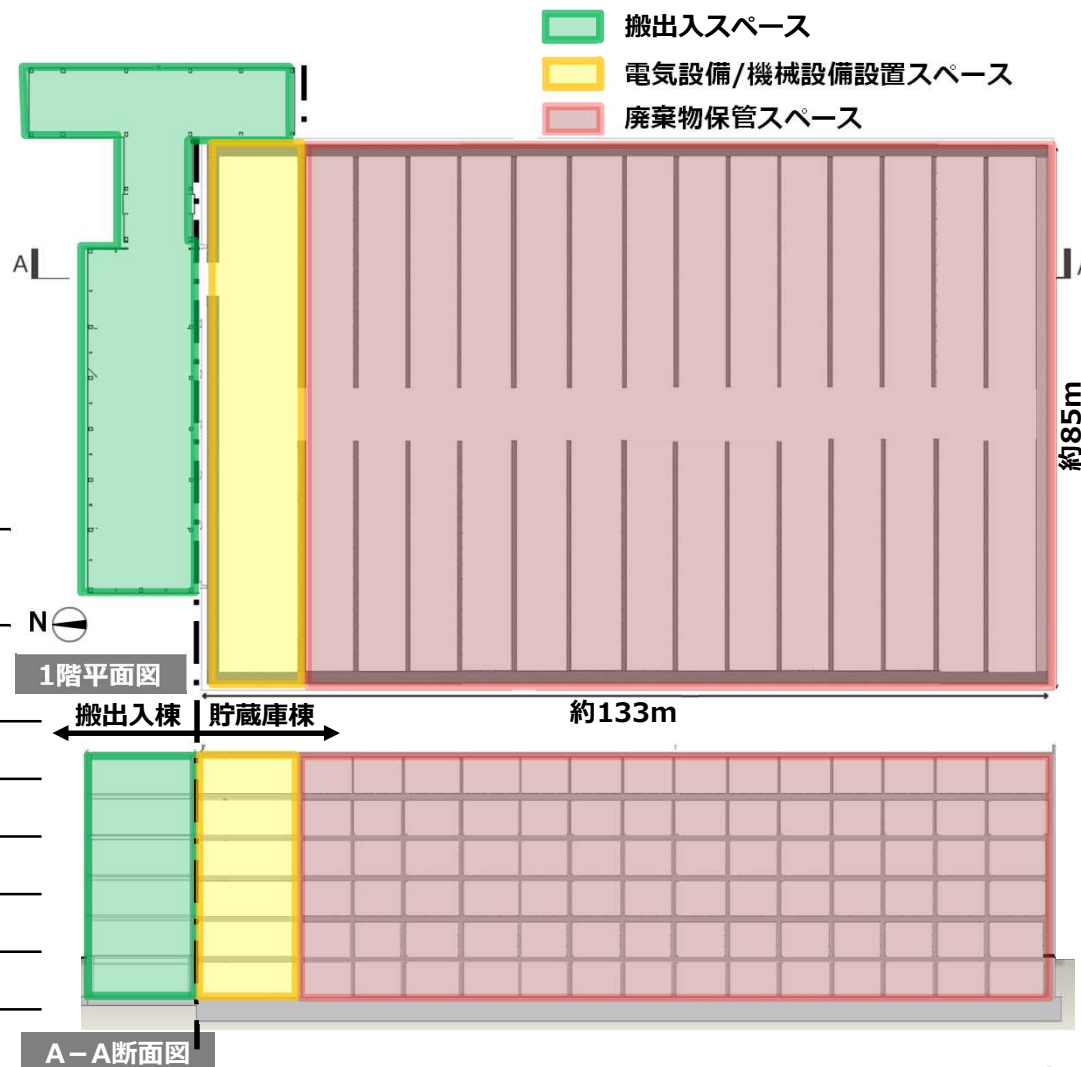 搬出入スペース
電気設備/機械設備設置スペース
廃棄物保管スペース
A
約85m
N
1階平面図
搬出入棟
貯蔵庫棟
約133m
A－A断面図